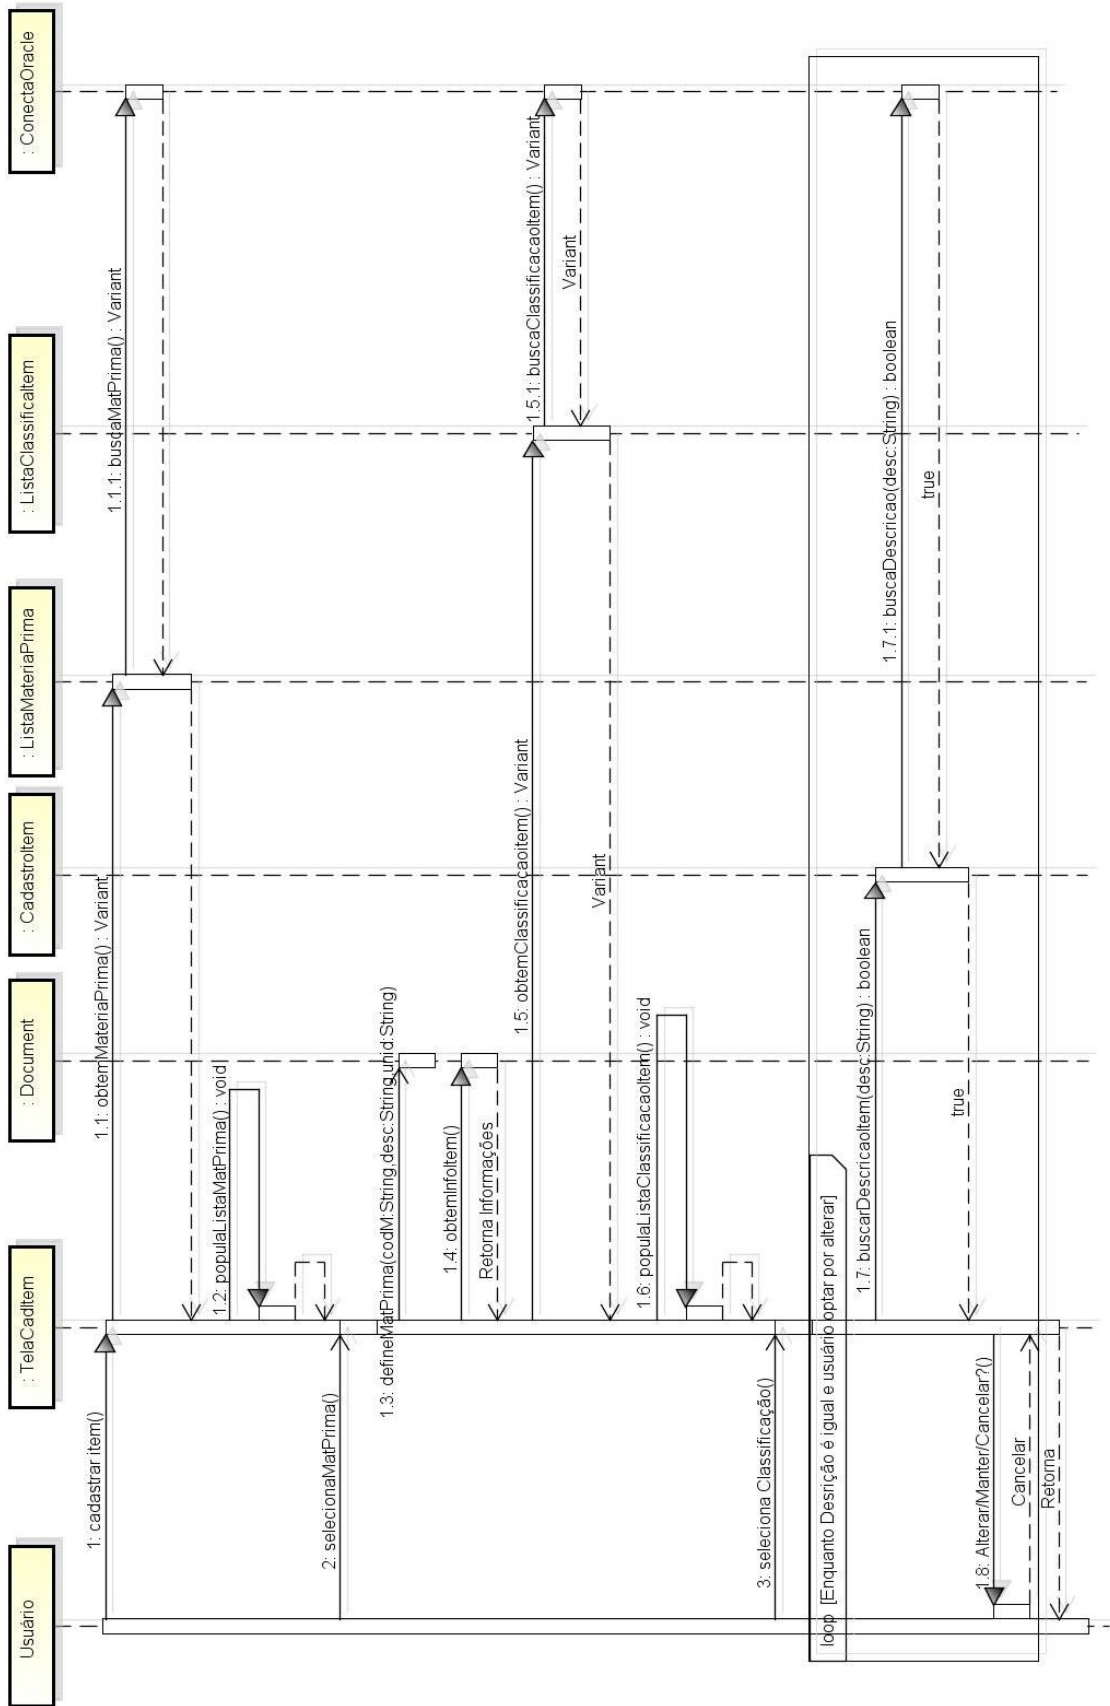 Usuário
: TelaCadItem
: Document
: CadastroItem
: ListaMateriaPrima
: ListaClassificaItem
: ConectaOracle
1: cadastrar item()
1.1: obtemMateriaPrima() : Variant
1.1.1: buscaMatPrima() : Variant
1.2: populaListaMatPrima() : void
2: selecionaMatPrima()
1.3: defineMatPrima(codM:String,desc:String,unid:String)
1.4: obtemInfoItem()
Retorna Informações
1.5: obtemClassificacaoitem() : Variant
1.5.1: buscaClassificacaoItem() : Variant
Variant
Variant
1.6: populaListaClassificacaoItem() : void
3: seleciona Classificação()
loop [Enquanto Desrição é igual e usuário optar por alterar]
1.7: buscarDescricaoItem(desc:String) : boolean
1.7.1: buscaDescricao(desc:String) : boolean
true
true
1.8: Alterar/Manter/Cancelar?()
Cancelar
Retorna